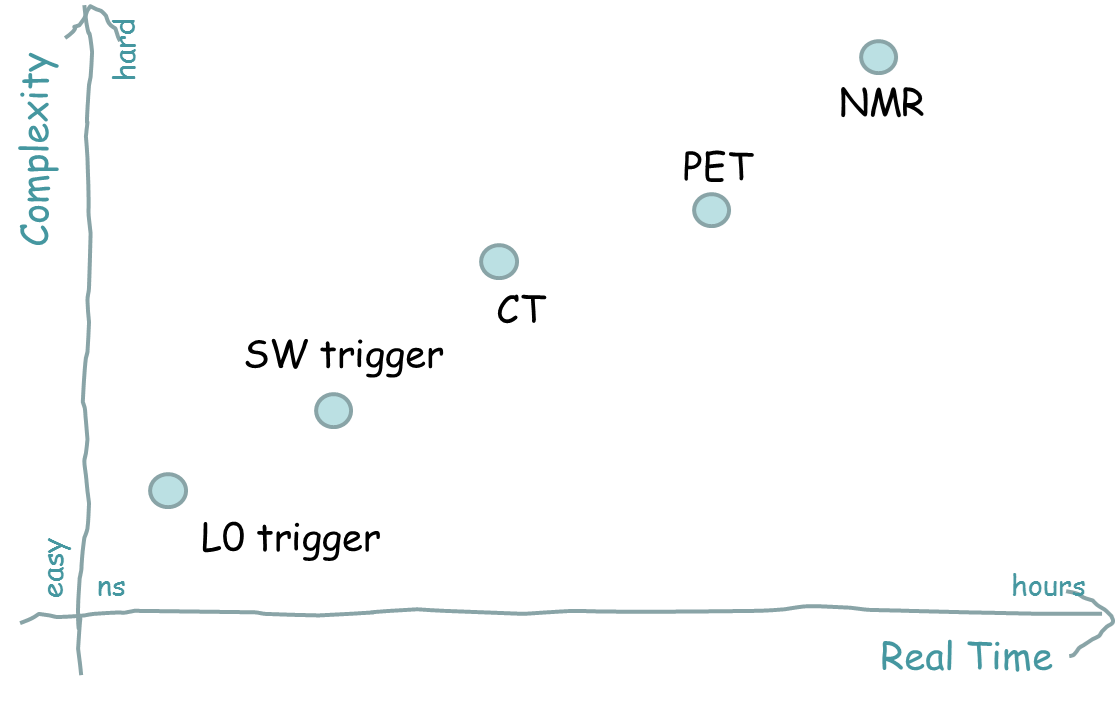 hard
Complexity
NMR
PET
CT
SW trigger
L0 trigger
easy
ns
hours
Real Time